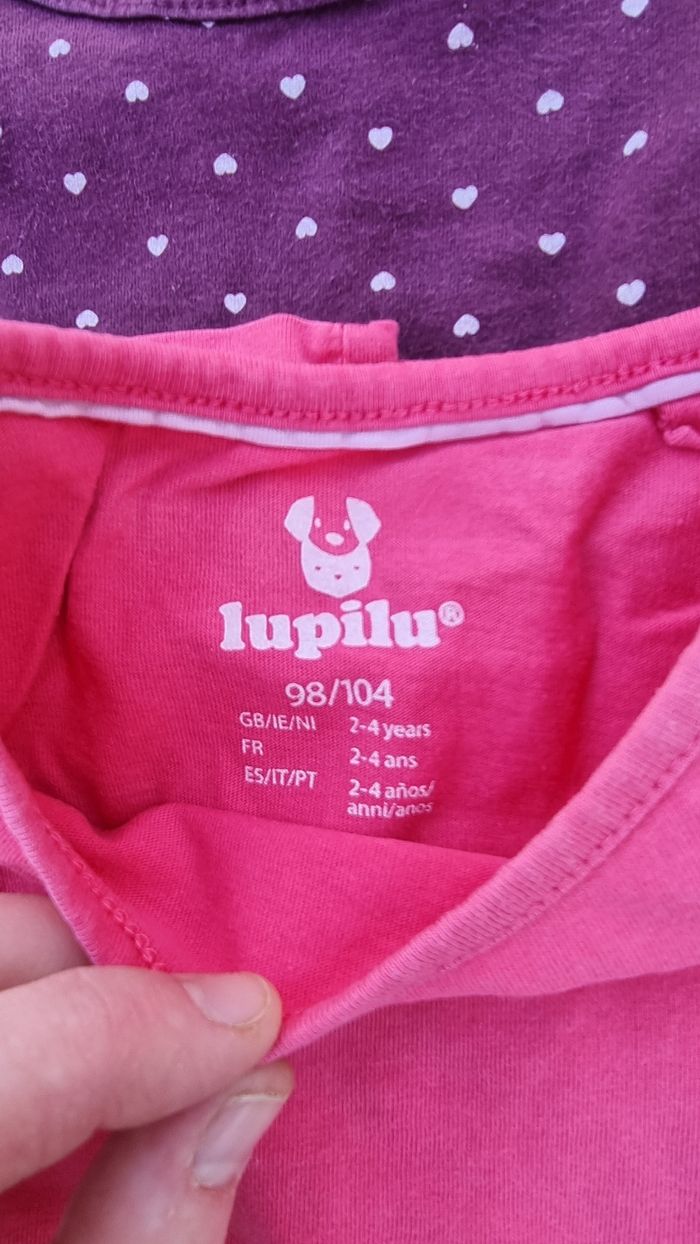 lupilu®
98/104
GB/IE/NI 2-4 years
FR 2-4 ans
ES/IT/PT 2-4 años/
anni/anos